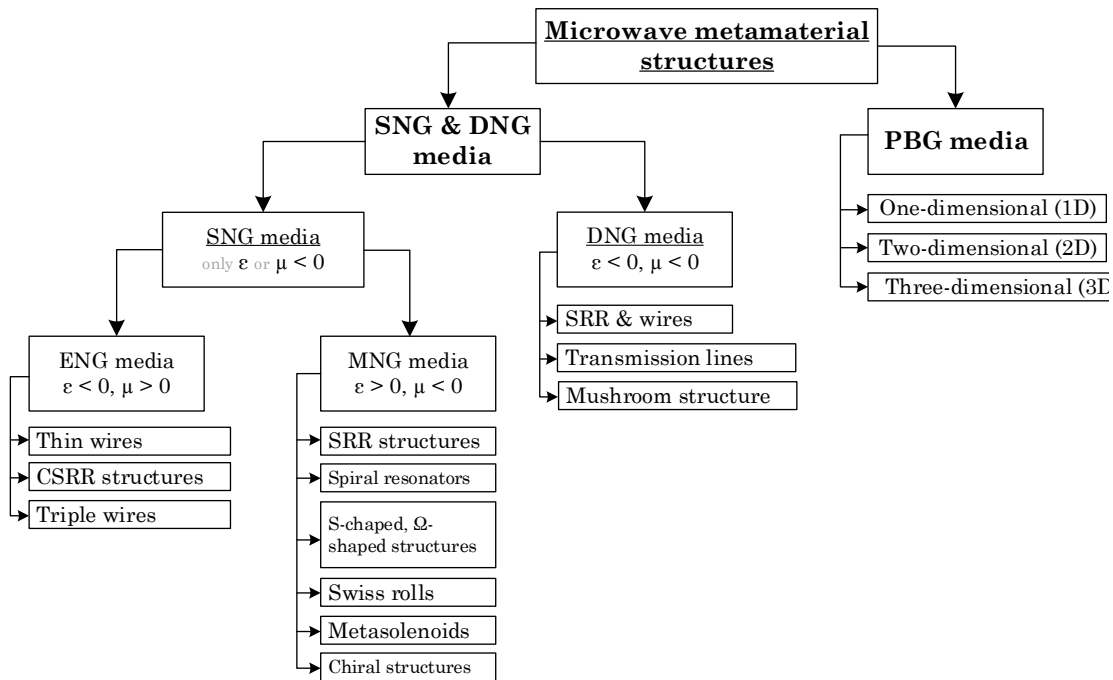 Microwave metamaterial
structures
SNG & DNG
media
PBG media
One-dimensional (1D)
Two-dimensional (2D)
Three-dimensional (3D
SNG media
only ε or μ < 0
DNG media
ε < 0, μ < 0
SRR & wires
Transmission lines
Mushroom structure
ENG media
ε < 0, μ > 0
Thin wires
CSRR structures
Triple wires
MNG media
ε > 0, μ < 0
SRR structures
Spiral resonators
S-chaped, Ω-
shaped structures
Swiss rolls
Metasolenoids
Chiral structures